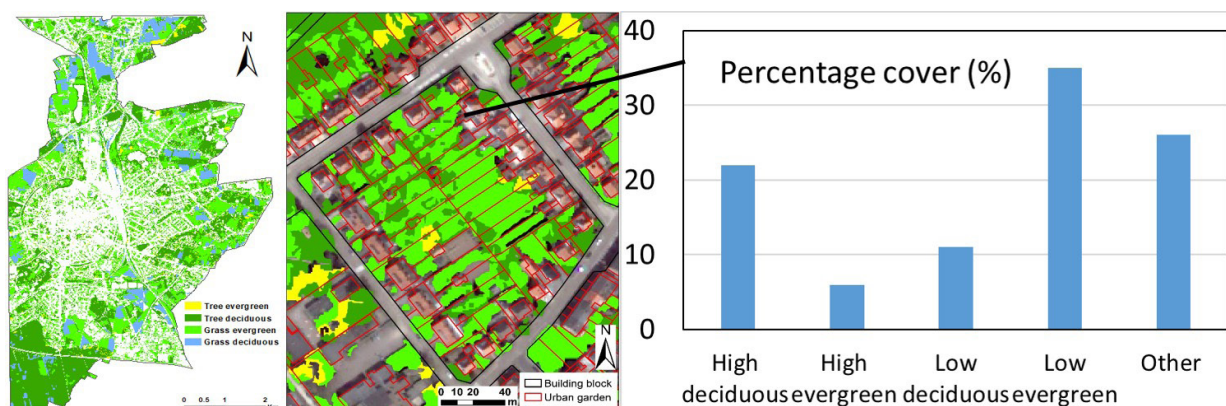 N
Tree evergreen
Tree deciduous
Grass evergreen
Grass deciduous
0 0.5 1 2
N
Building block
Urban garden
0 10 20 40
m
Percentage cover (%)
40
30
20
10
0
High deciduous
High evergreen
Low deciduous
Low evergreen
Other